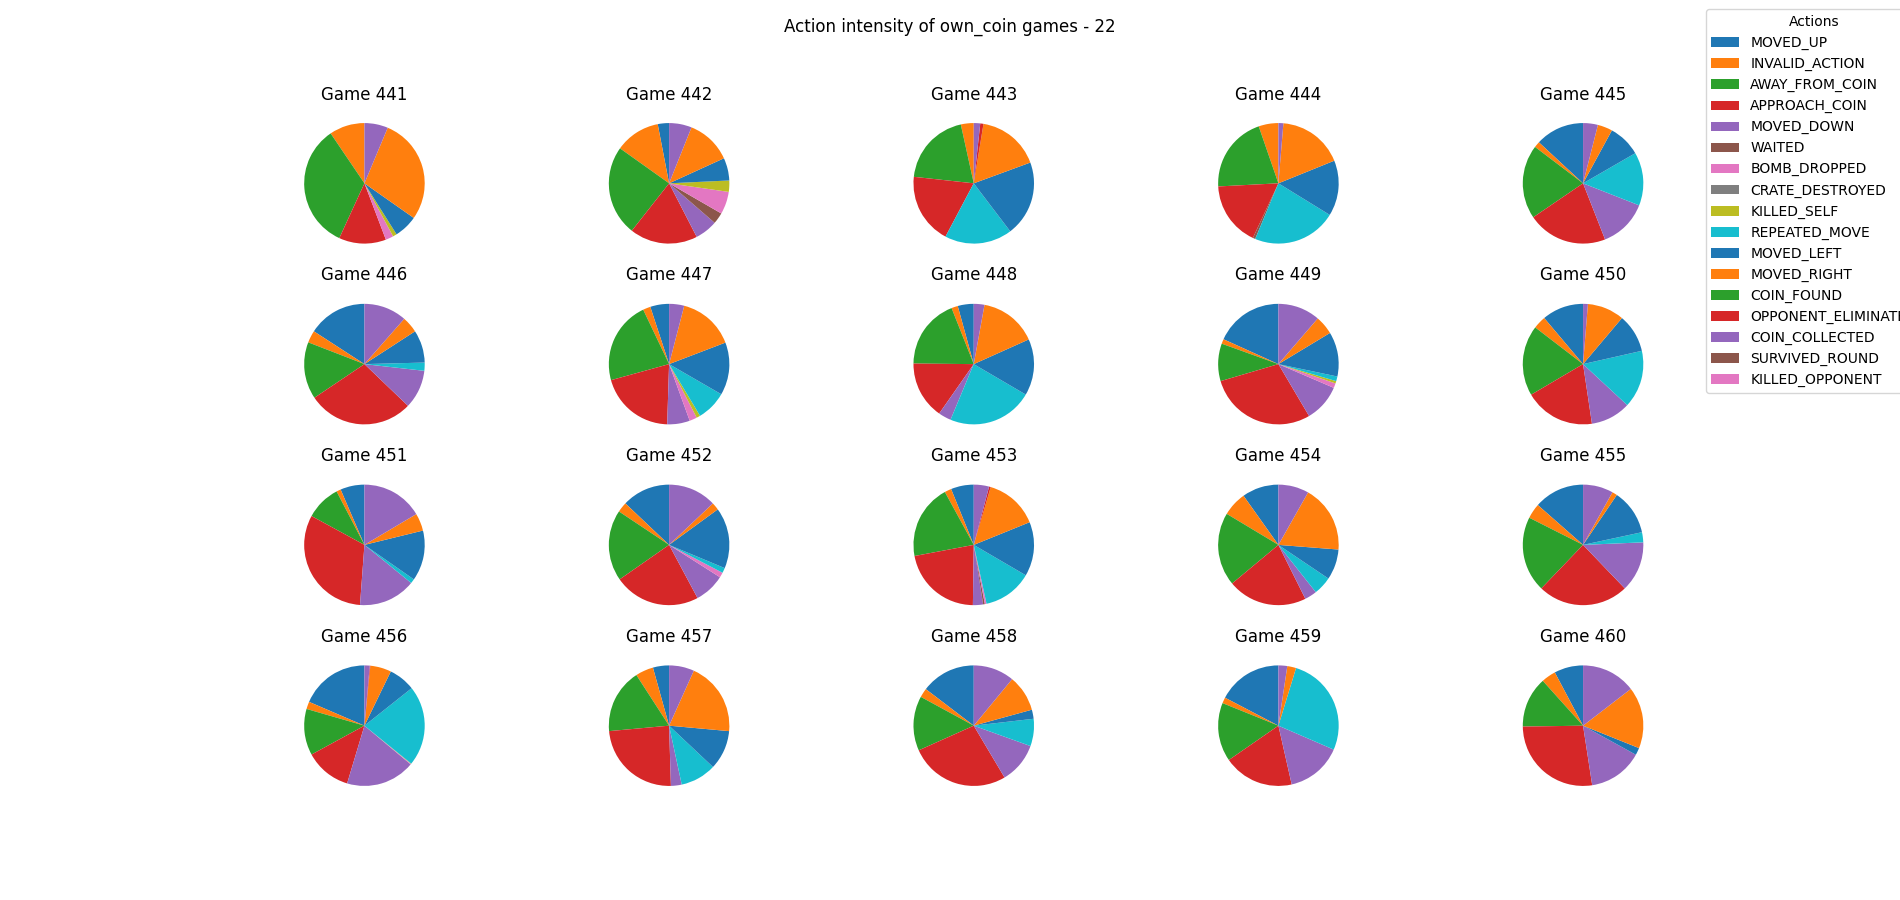 Action intensity of own_coin games - 22
Actions
MOVED_UP
INVALID_ACTION
AWAY_FROM_COIN
APPROACH_COIN
MOVED_DOWN
WAITED
BOMB_DROPPED
CRATE_DESTROYED
KILLED_SELF
REPEATED_MOVE
MOVED_LEFT
MOVED_RIGHT
COIN_FOUND
OPPONENT_ELIMINAT
COIN_COLLECTED
SURVIVED_ROUND
KILLED_OPPONENT
Game 441
Game 442
Game 443
Game 444
Game 445
Game 446
Game 447
Game 448
Game 449
Game 450
Game 451
Game 452
Game 453
Game 454
Game 455
Game 456
Game 457
Game 458
Game 459
Game 460